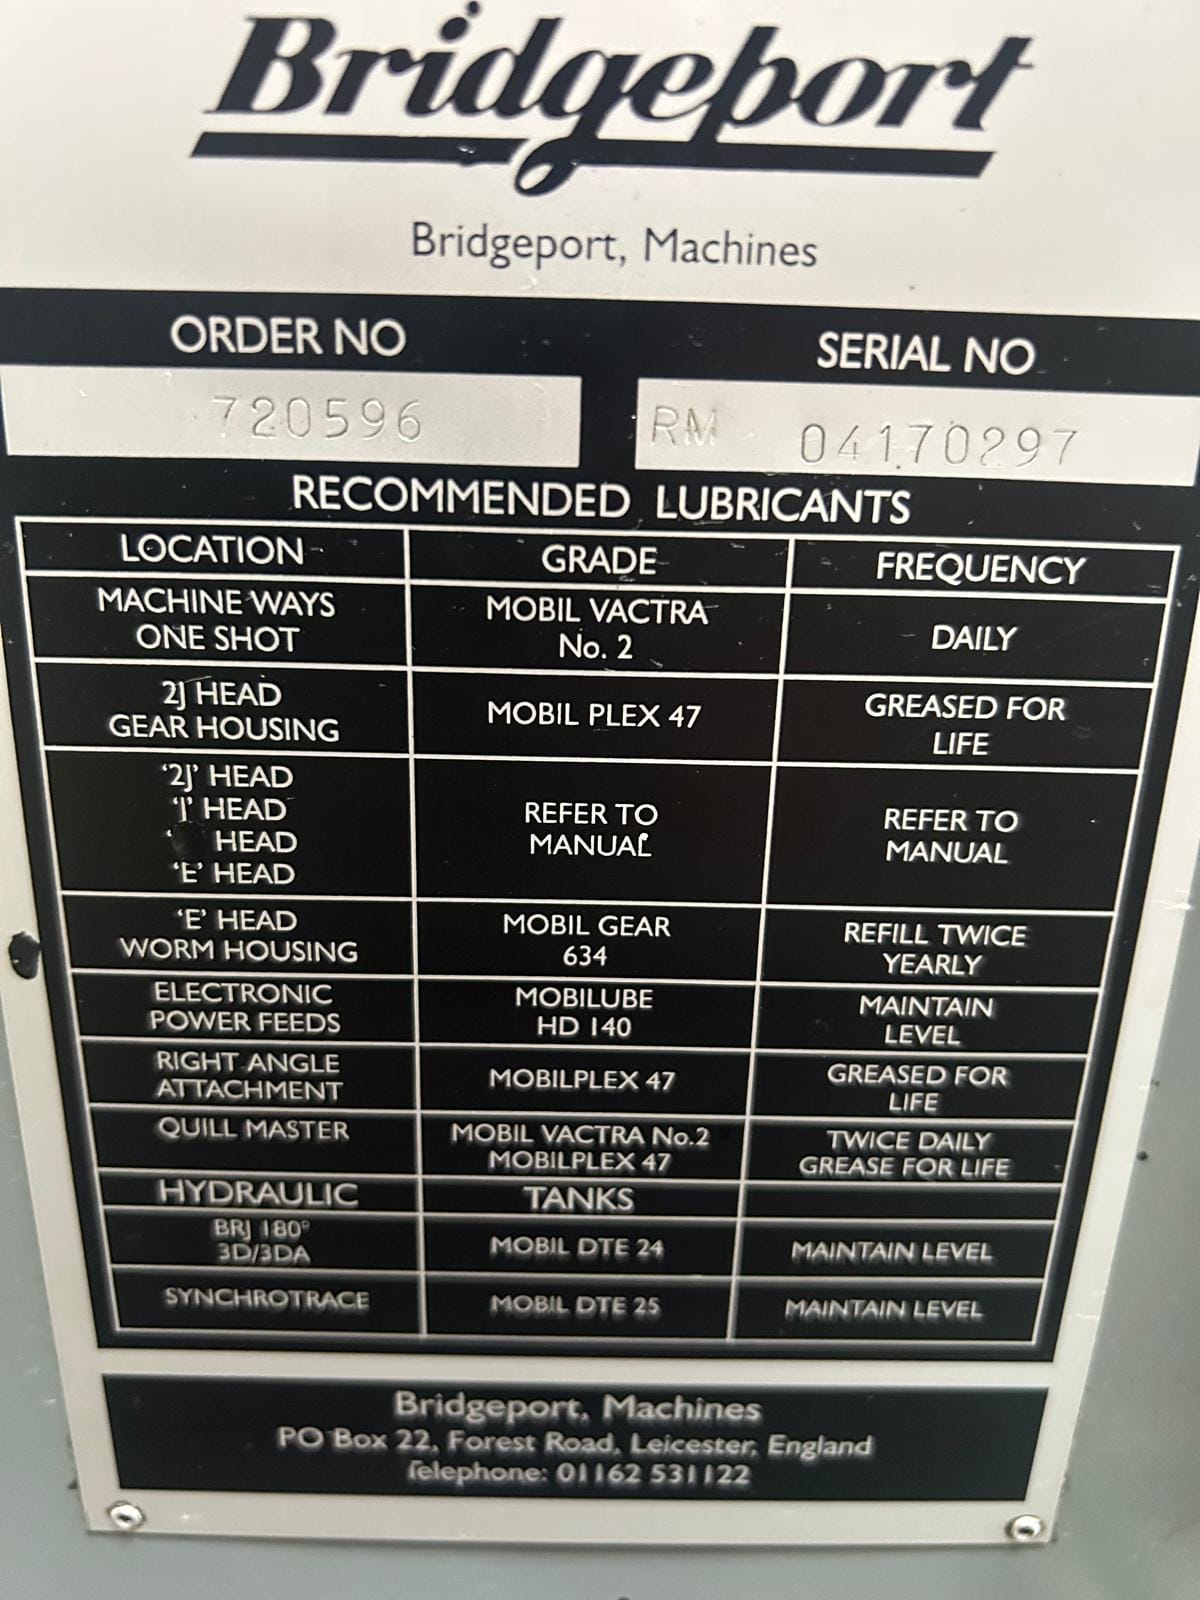 Bridgeport
Bridgeport, Machines
ORDER NO
SERIAL NO
720596
RM 04170297
RECOMMENDED LUBRICANTS
LOCATION
GRADE
FREQUENCY
MACHINE WAYS
ONE SHOT
MOBIL VACTRA
No. 2
DAILY
2J HEAD
GEAR HOUSING
MOBIL PLEX 47
GREASED FOR
LIFE
‘2J’ HEAD
‘J’ HEAD
HEAD
‘E’ HEAD
REFER TO
MANUAL
REFER TO
MANUAL
‘E’ HEAD
WORM HOUSING
MOBIL GEAR
634
REFILL TWICE
YEARLY
ELECTRONIC
POWER FEEDS
MOBILUBE
HD 140
MAINTAIN
LEVEL
RIGHT ANGLE
ATTACHMENT
MOBILPLEX 47
GREASED FOR
LIFE
QUILL MASTER
MOBIL VACTRA No.2
MOBILPLEX 47
TWICE DAILY
GREASE FOR LIFE
HYDRAULIC
TANKS
BRJ 180°
3D/3DA
MOBIL DTE 24
MAINTAIN LEVEL
SYNCHROTRACE
MOBIL DTE 25
MAINTAIN LEVEL
Bridgeport, Machines
PO Box 22, Forest Road, Leicester, England
Telephone: 01162 531122